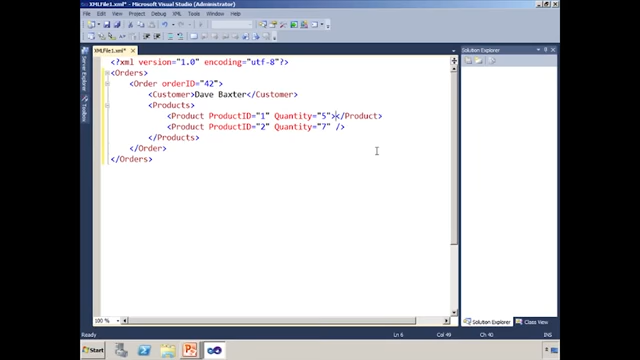 XMLFile1.xml* - Microsoft Visual Studio (Administrator)
File Edit View Project Debug XML Tools Window Help
XMLFile1.xml*
Solution Explorer
Server Explorer
Toolbox
<?xml version="1.0" encoding="utf-8"?>
<Orders>
<Order orderID="42">
<Customer>Dave Baxter</Customer>
<Products>
<Product ProductID="1" Quantity="5"></Product>
<Product ProductID="2" Quantity="7" />
</Products>
</Order>
</Orders>
100 %
Solution Explorer Class View
Ready Ln 6 Col 49 Ch 40 INS
Start